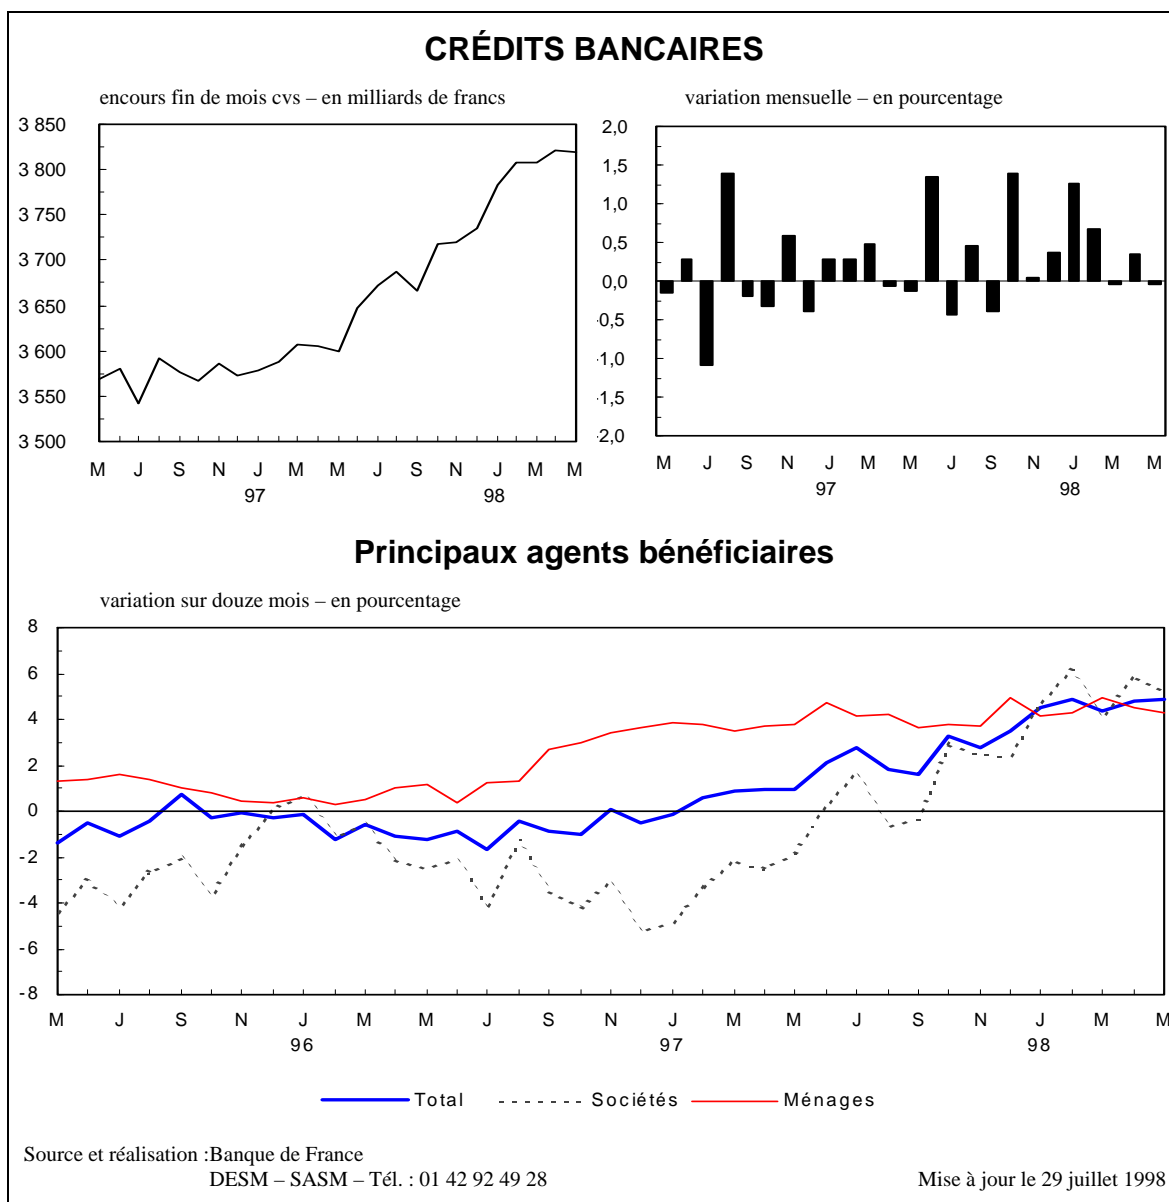 CRÉDITS BANCAIRES
encours fin de mois cvs – en milliards de francs
3 850
3 800
3 750
3 700
3 650
3 600
3 550
3 500
M J S N J M M J S N J M M
97 98
variation mensuelle – en pourcentage
2,0
1,5
1,0
0,5
0,0
-0,5
-1,0
-1,5
-2,0
M J S N J M M J S N J M M
97 98
Principaux agents bénéficiaires
variation sur douze mois – en pourcentage
8
6
4
2
0
-2
-4
-6
-8
M J S N J M M J S N J M M J S N J M M
96 97 98
Total Sociétés Ménages
Source et réalisation :Banque de France
DESM – SASM – Tél. : 01 42 92 49 28 Mise à jour le 29 juillet 1998